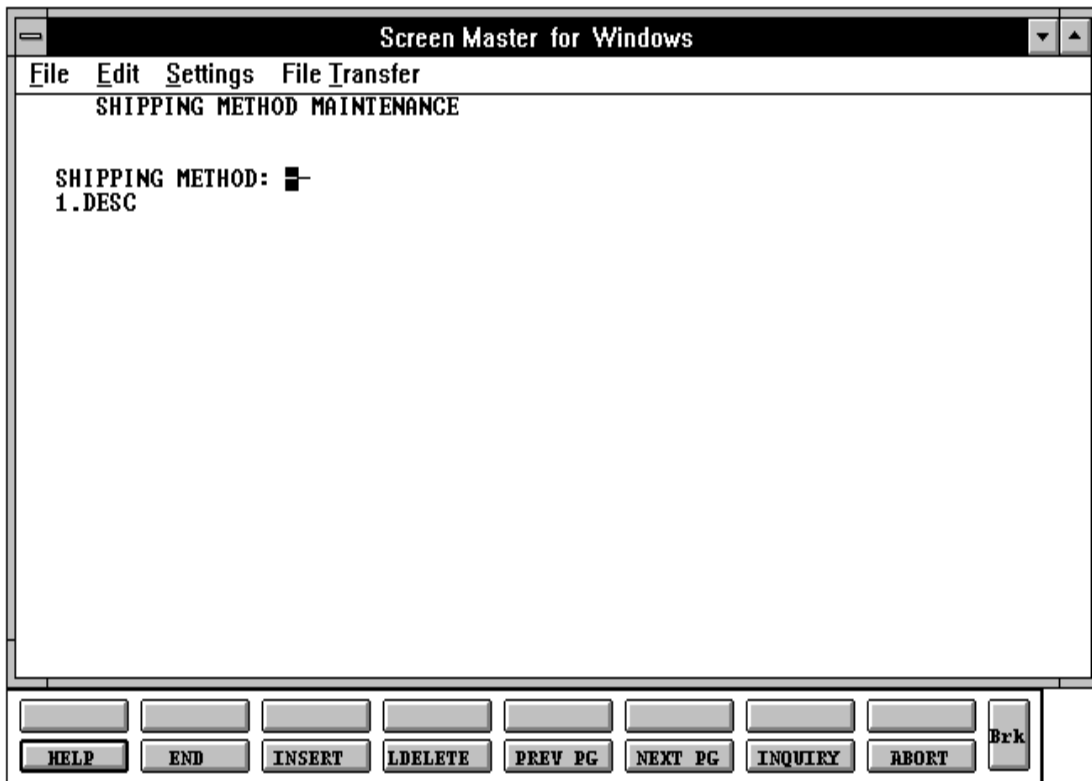 Screen Master for Windows
File Edit Settings File Transfer
SHIPPING METHOD MAINTENANCE
SHIPPING METHOD:
1.DESC
Brk
HELP END INSERT LDELETE PREV PG NEXT PG INQUIRY ABORT